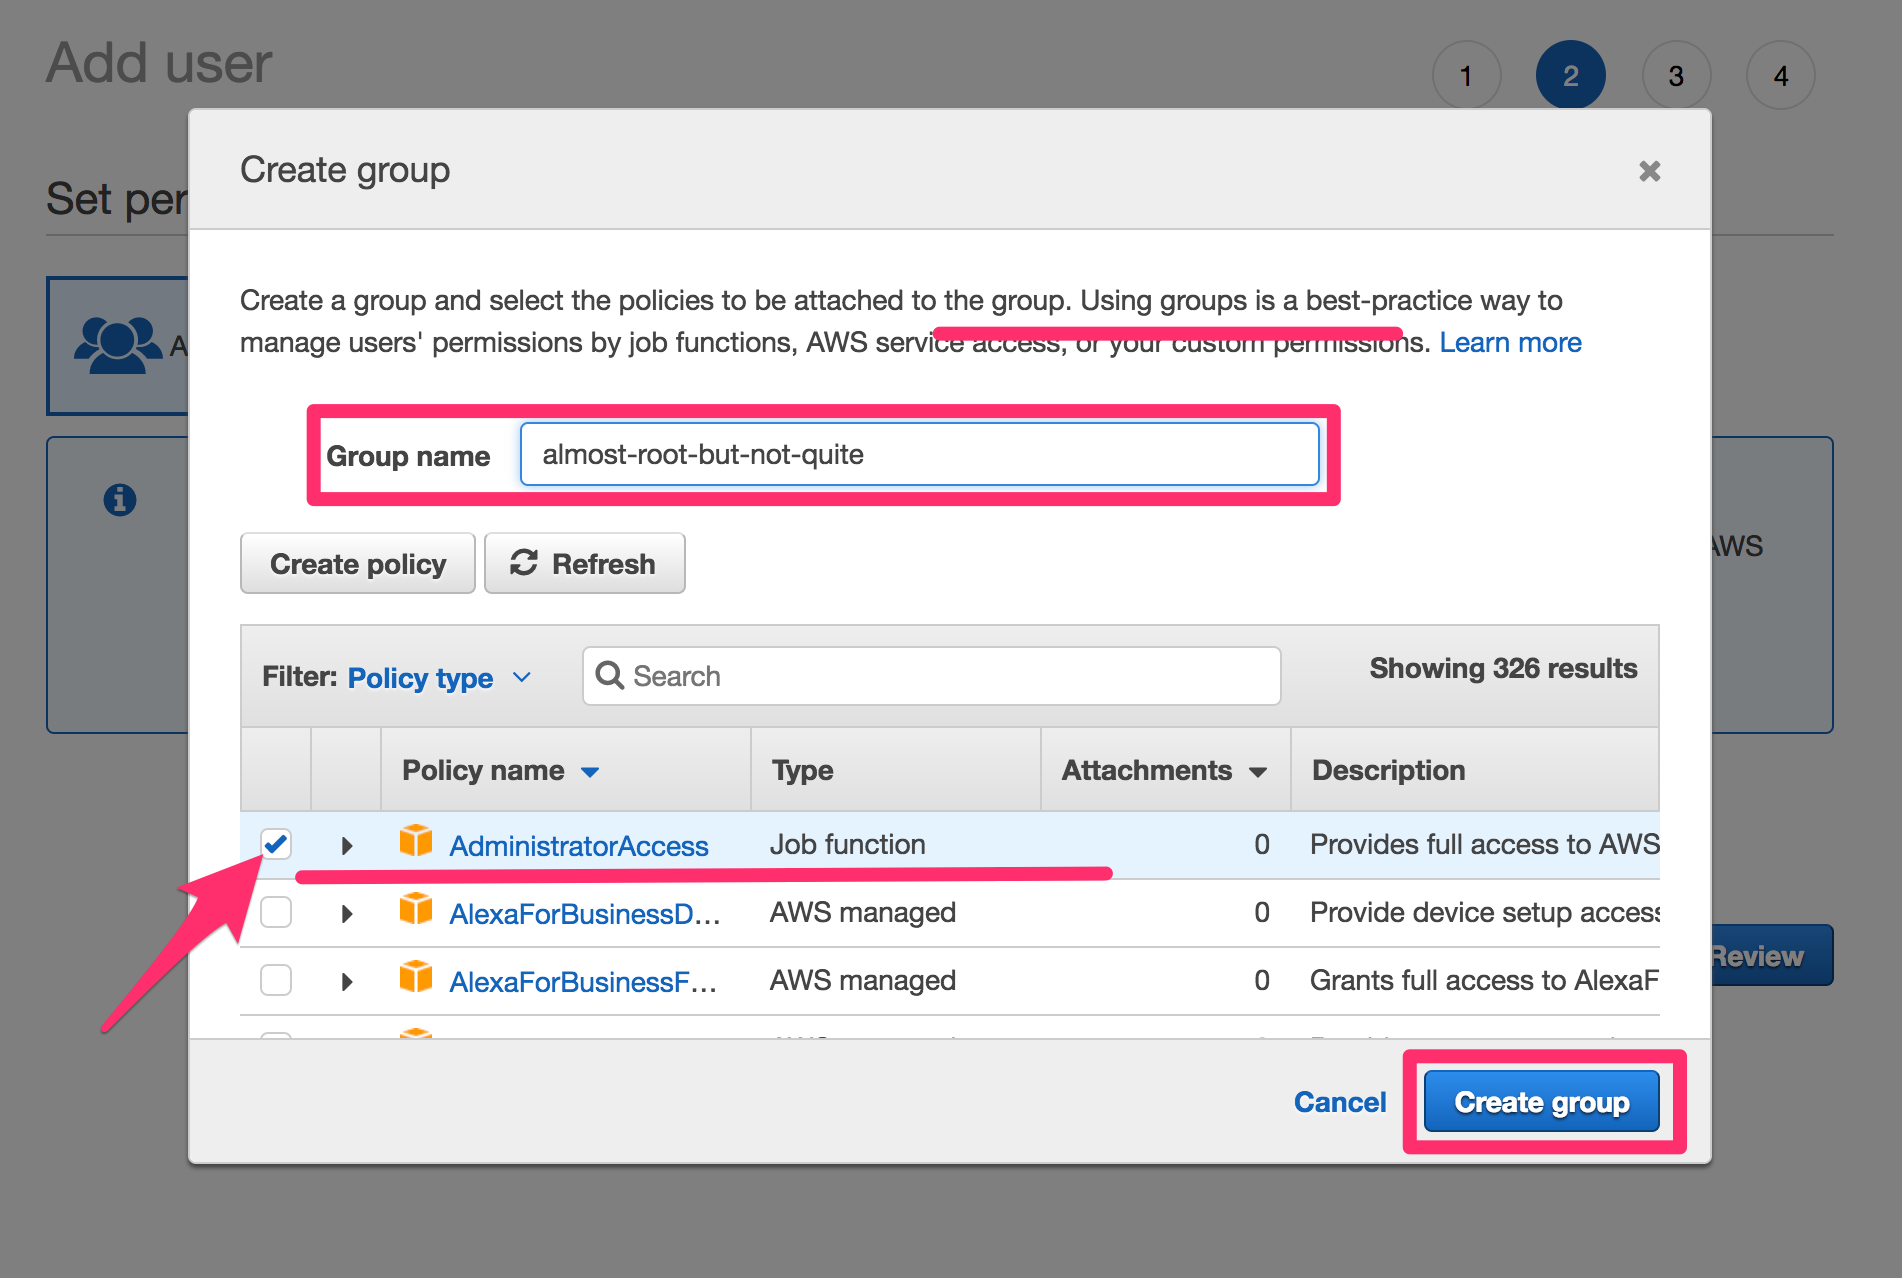 Add user
1 2 3 4
Set per
Create group
Create a group and select the policies to be attached to the group. Using groups is a best-practice way to
manage users' permissions by job functions, AWS service access, or your custom permissions. Learn more
A
Group name almost-root-but-not-quite
AWS
Create policy Refresh
Filter: Policy type Search Showing 326 results
Policy name Type Attachments Description
AdministratorAccess Job function 0 Provides full access to AWS
AlexaForBusinessD... AWS managed 0 Provide device setup access
Review
AlexaForBusinessF... AWS managed 0 Grants full access to AlexaF
Cancel Create group